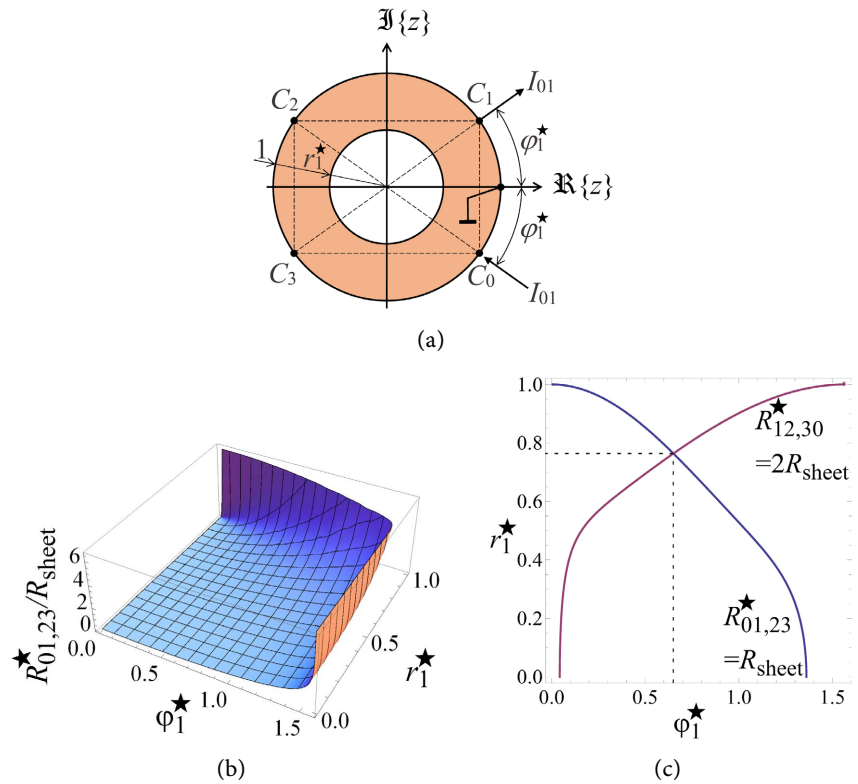 𝕴{z}
C₂
C₁
I₀₁
1
r₁★
φ₁★
𝕽{z}
φ₁★
C₃
C₀
I₀₁
(a)
R★01,23/Rsheet
6
4
2
0
0.0
0.5
1.0
1.5
φ₁★
0.0
0.5
1.0
r₁★
(b)
r₁★
1.0
0.8
0.6
0.4
0.2
0.0
R★12,30
=2Rsheet
R★01,23
=Rsheet
0.0
0.5
1.0
1.5
φ₁★
(c)